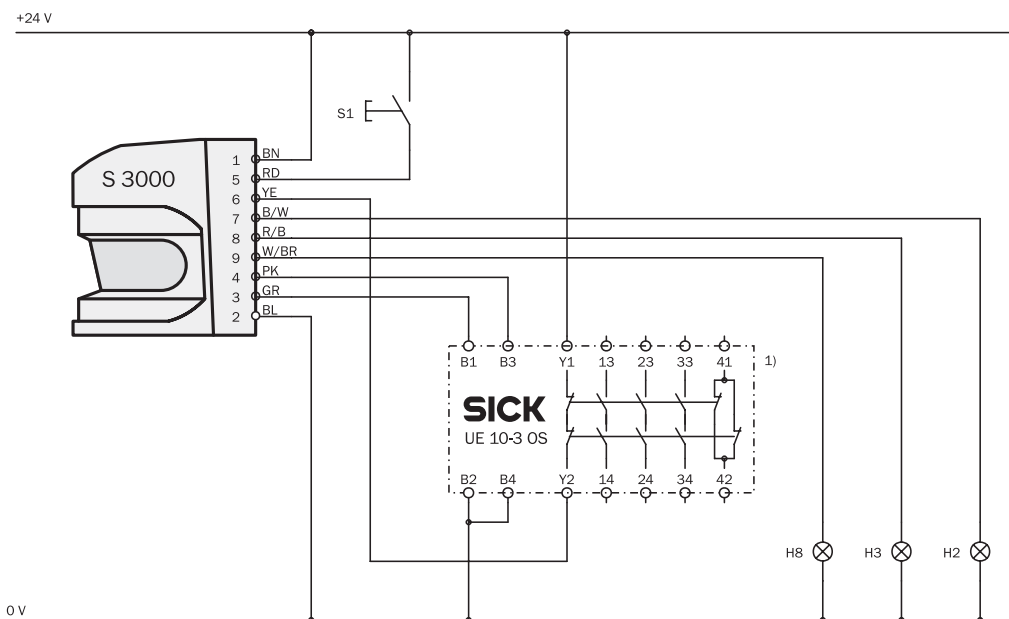 +24 V
S1
S 3000
1 BN
5 RD
6 YE
7 B/W
8 R/B
9 W/BR
4 PK
3 GR
2 BL
B1 B3 Y1 13 23 33 41 1)
SICK
UE 10-3 OS
B2 B4 Y2 14 24 34 42
H8 H3 H2
0 V